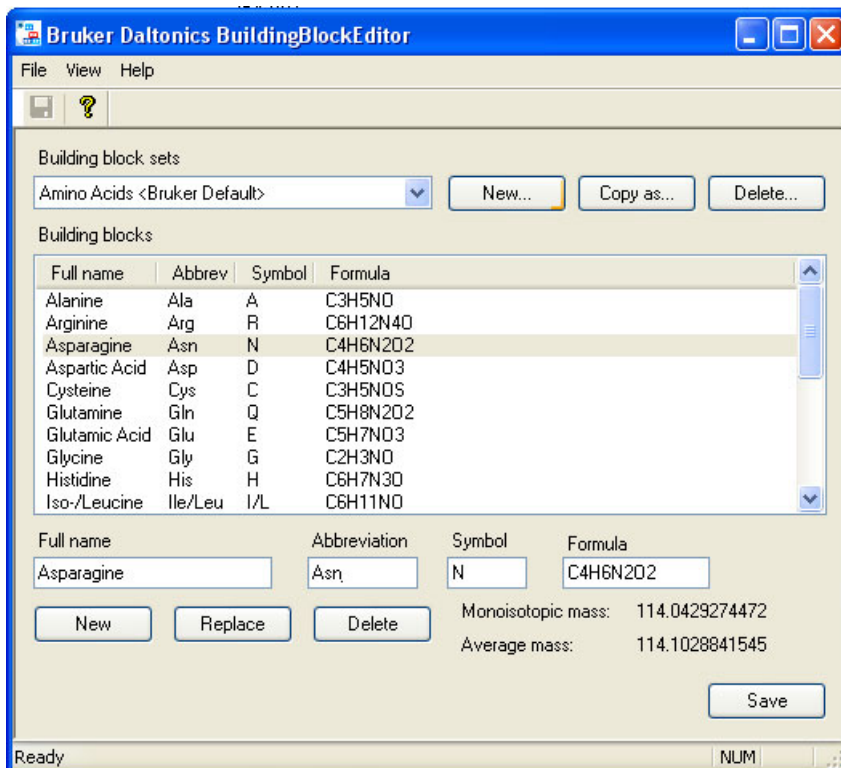 Bruker Daltonics BuildingBlockEditor
File View Help
Building block sets
Amino Acids <Bruker Default>
New...
Copy as...
Delete...
Building blocks
Full name Abbrev Symbol Formula
Alanine Ala A C3H5NO
Arginine Arg R C6H12N4O
Asparagine Asn N C4H6N2O2
Aspartic Acid Asp D C4H5NO3
Cysteine Cys C C3H5NOS
Glutamine Gln Q C5H8N2O2
Glutamic Acid Glu E C5H7NO3
Glycine Gly G C2H3NO
Histidine His H C6H7N3O
Iso-/Leucine Ile/Leu I/L C6H11NO
Full name Abbreviation Symbol Formula
Asparagine Asn N C4H6N2O2
New Replace Delete
Monoisotopic mass: 114.0429274472
Average mass: 114.1028841545
Save
Ready NUM